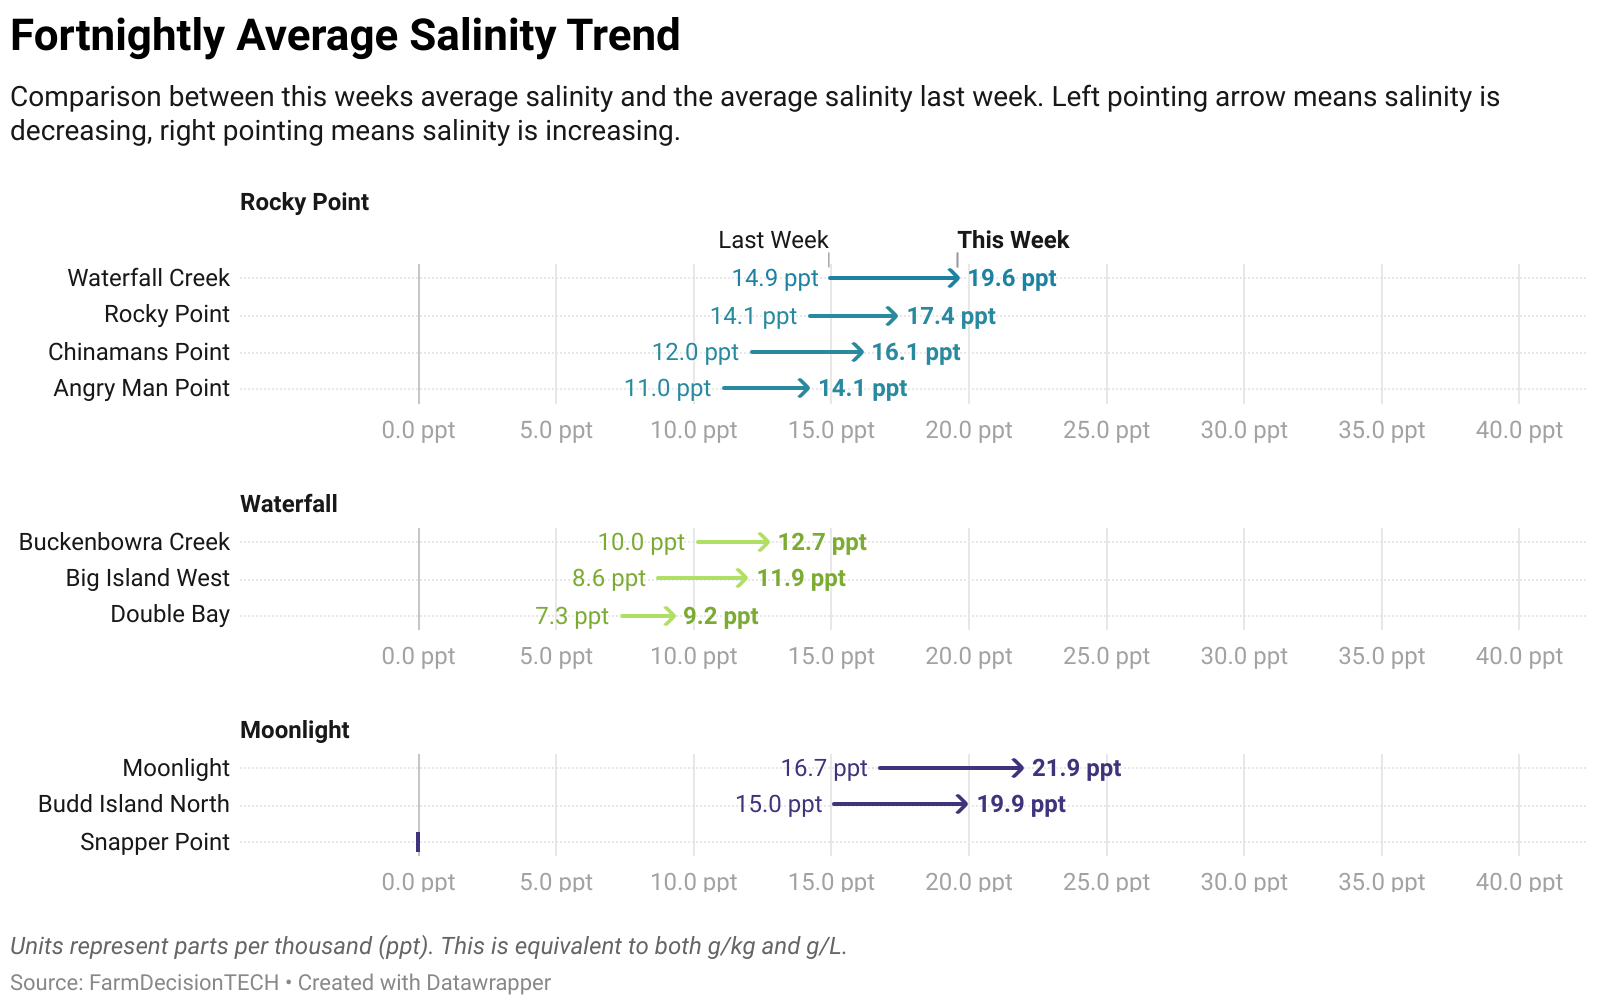 Fortnightly Average Salinity Trend
Comparison between this weeks average salinity and the average salinity last week. Left pointing arrow means salinity is
decreasing, right pointing means salinity is increasing.
Rocky Point
Last Week This Week
Waterfall Creek 14.9 ppt 19.6 ppt
Rocky Point 14.1 ppt 17.4 ppt
Chinamans Point 12.0 ppt 16.1 ppt
Angry Man Point 11.0 ppt 14.1 ppt
0.0 ppt 5.0 ppt 10.0 ppt 15.0 ppt 20.0 ppt 25.0 ppt 30.0 ppt 35.0 ppt 40.0 ppt
Waterfall
Buckenbowra Creek 10.0 ppt 12.7 ppt
Big Island West 8.6 ppt 11.9 ppt
Double Bay 7.3 ppt 9.2 ppt
0.0 ppt 5.0 ppt 10.0 ppt 15.0 ppt 20.0 ppt 25.0 ppt 30.0 ppt 35.0 ppt 40.0 ppt
Moonlight
Moonlight 16.7 ppt 21.9 ppt
Budd Island North 15.0 ppt 19.9 ppt
Snapper Point
0.0 ppt 5.0 ppt 10.0 ppt 15.0 ppt 20.0 ppt 25.0 ppt 30.0 ppt 35.0 ppt 40.0 ppt
Units represent parts per thousand (ppt). This is equivalent to both g/kg and g/L.
Source: FarmDecisionTECH • Created with Datawrapper